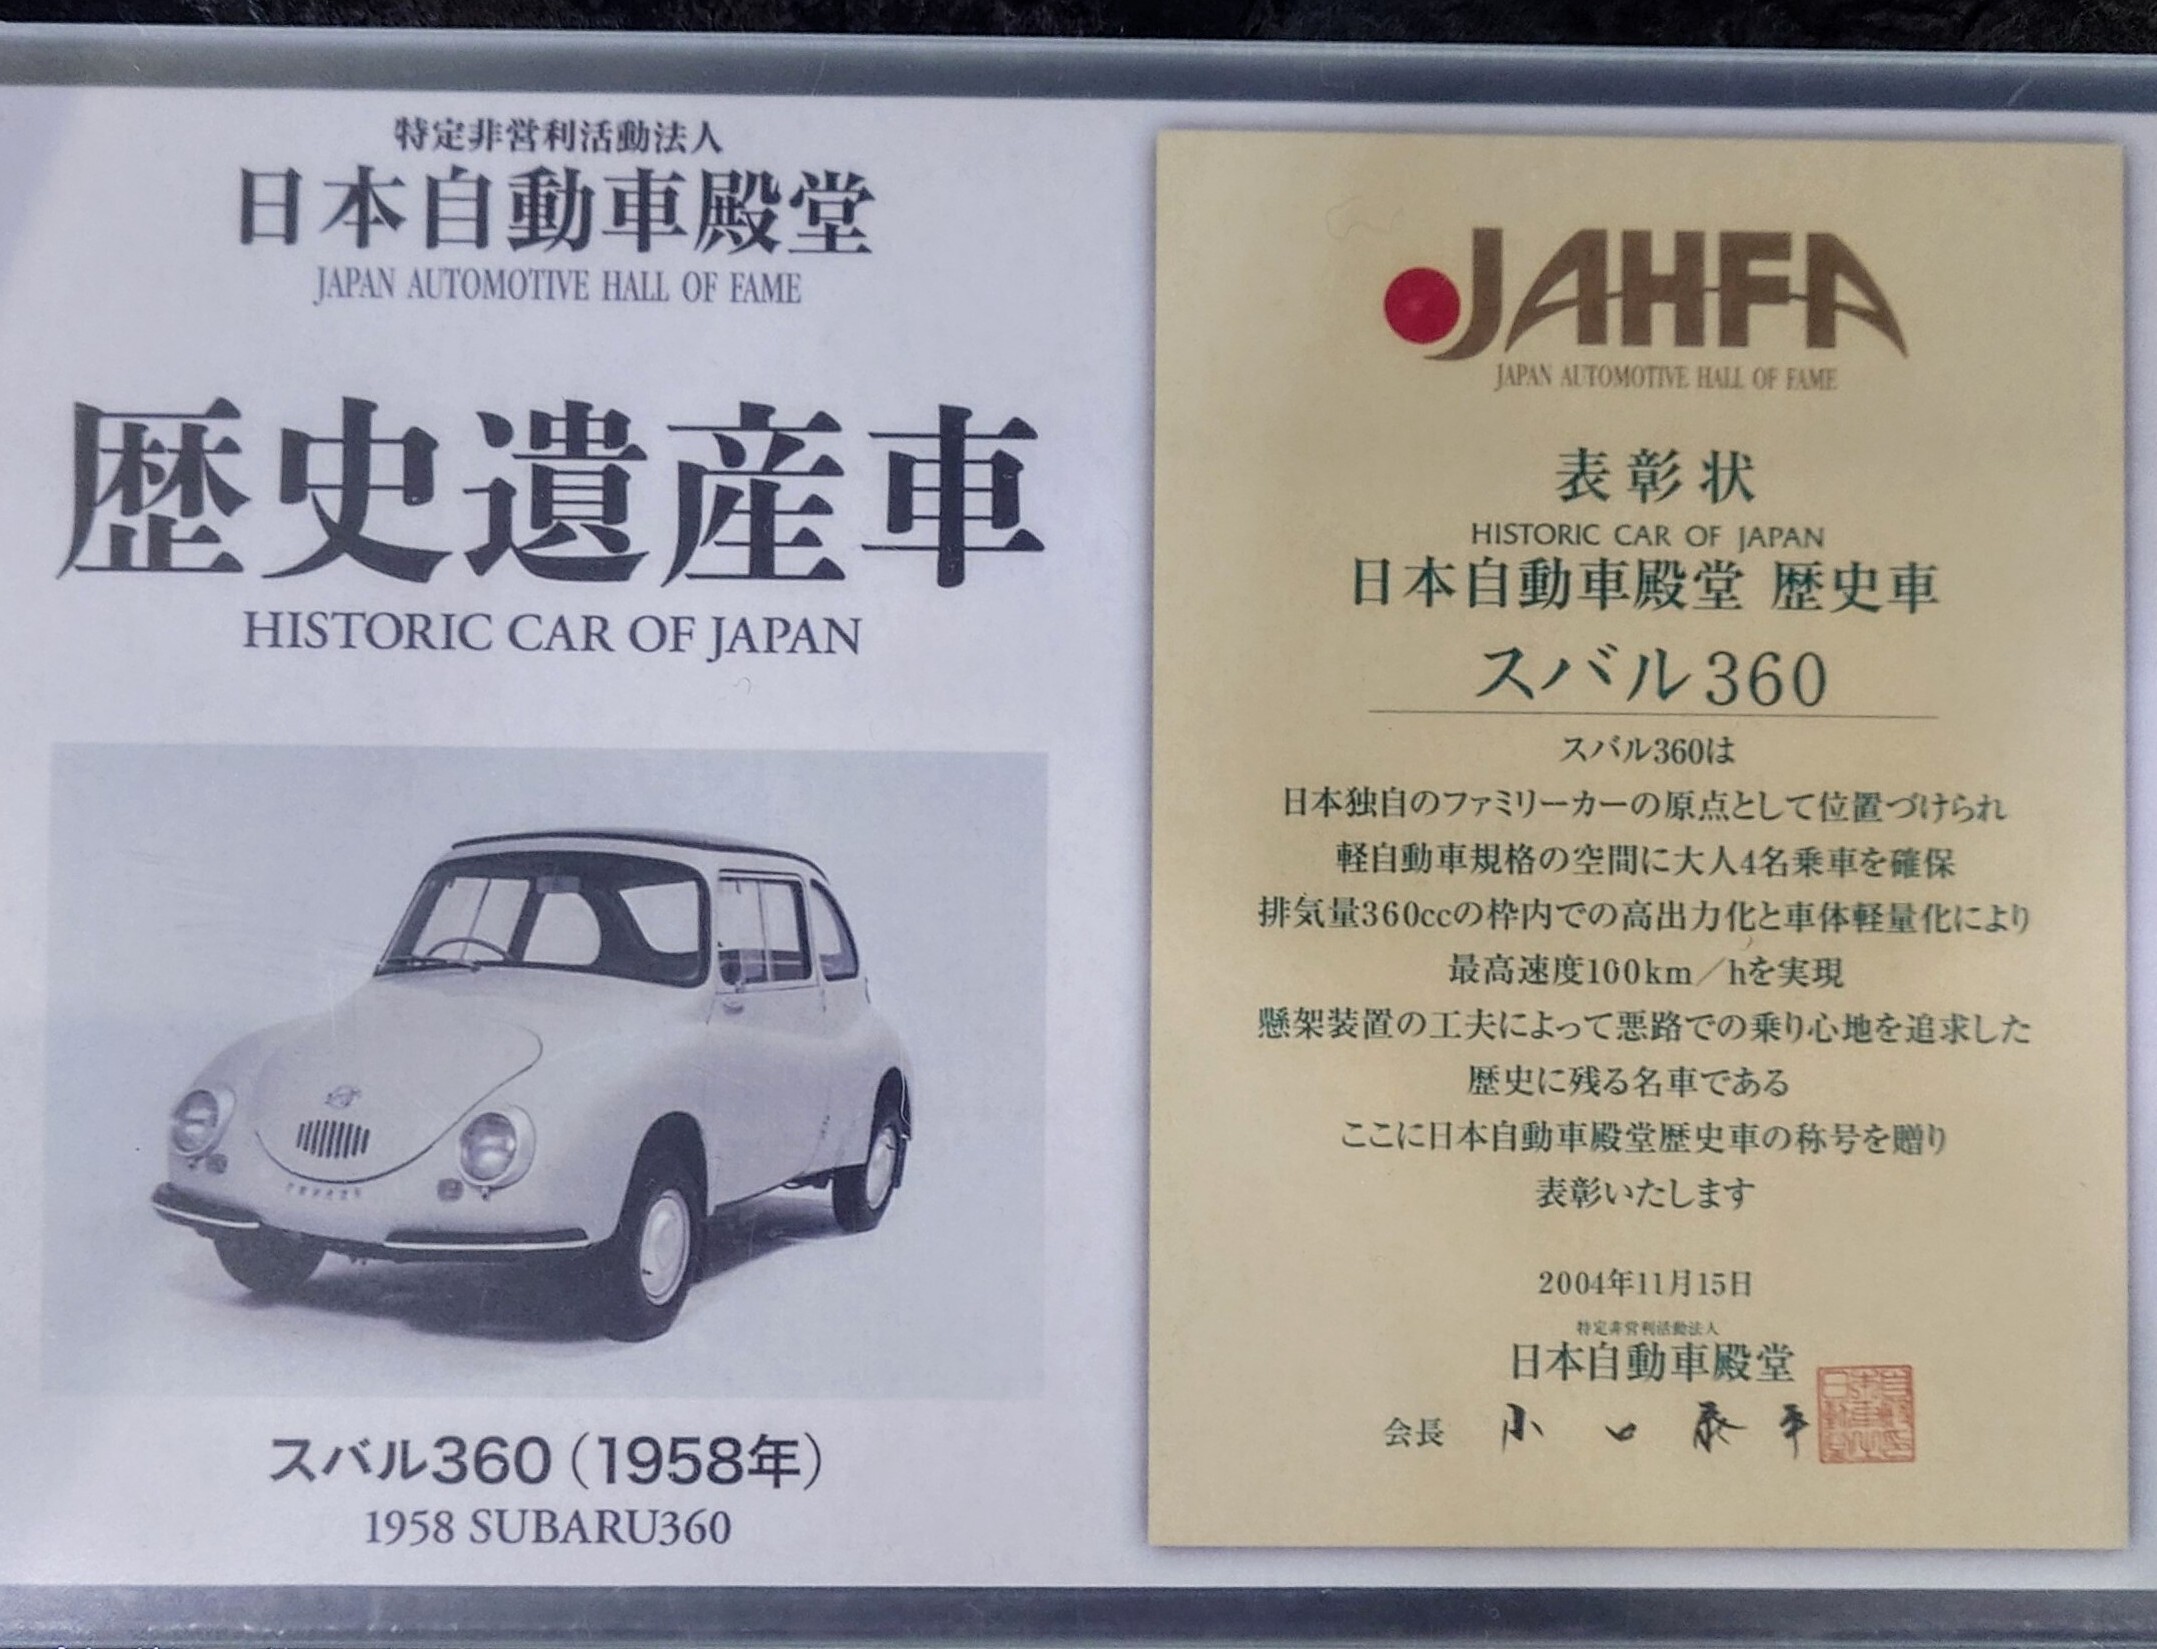 特定非営利活動法人
日本自動車殿堂
JAPAN AUTOMOTIVE HALL OF FAME
歴史遺産車
HISTORIC CAR OF JAPAN
スバル360（1958年）
1958 SUBARU360
JAHFA
JAPAN AUTOMOTIVE HALL OF FAME
表彰状
HISTORIC CAR OF JAPAN
日本自動車殿堂 歴史車
スバル360
スバル360は
日本独自のファミリーカーの原点として位置づけられ
軽自動車規格の空間に大人4名乗車を確保
排気量360ccの枠内での高出力化と車体軽量化により
最高速度100km／hを実現
懸架装置の工夫によって悪路での乗り心地を追求した
歴史に残る名車である
ここに日本自動車殿堂歴史車の称号を贈り
表彰いたします
2004年11月15日
特定非営利活動法人
日本自動車殿堂
会長 小口泰平